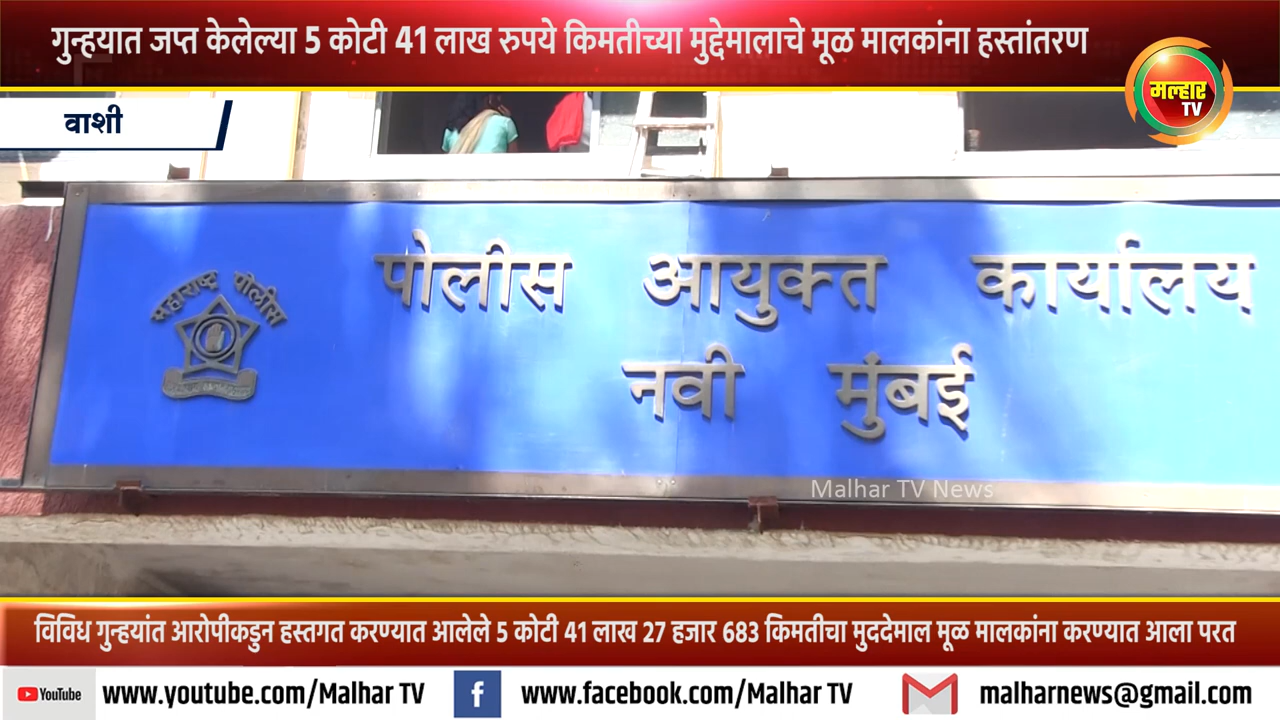 गुन्हयात जप्त केलेल्या 5 कोटी 41 लाख रुपये किमतीच्या मुद्देमालाचे मूळ मालकांना हस्तांतरण
मल्हार
TV
वाशी
महाराष्ट्र पोलीस
पोलीस आयुक्त कार्यालय
नवी मुंबई
Malhar TV News
विविध गुन्हयांत आरोपीकडुन हस्तगत करण्यात आलेले 5 कोटी 41 लाख 27 हजार 683 किमतीचा मुददेमाल मूळ मालकांना करण्यात आला परत
YouTube www.youtube.com/Malhar TV f www.facebook.com/Malhar TV malharnews@gmail.com